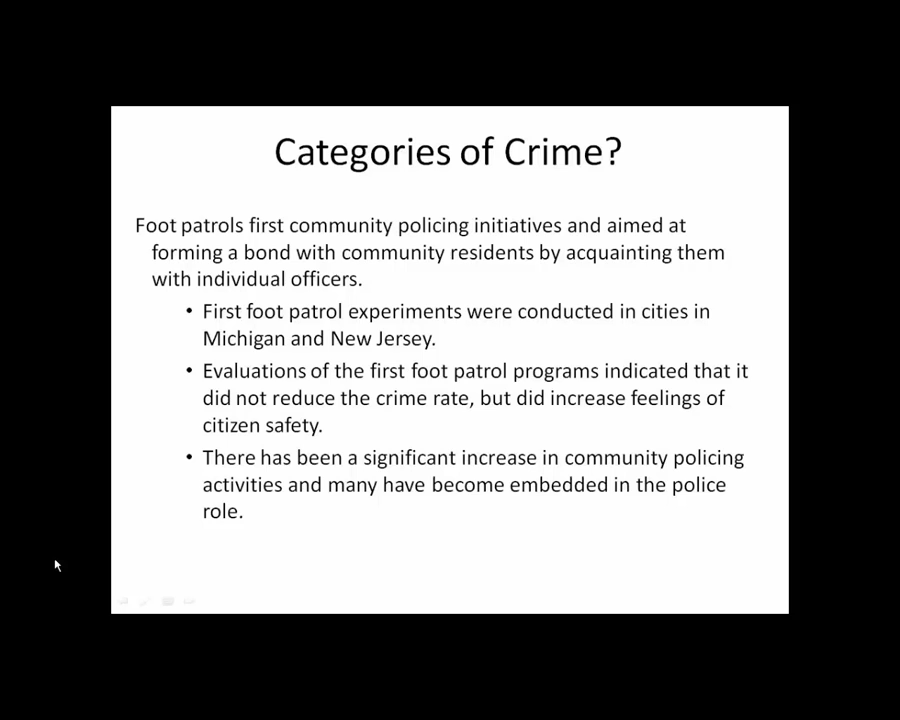 Categories of Crime?
Foot patrols first community policing initiatives and aimed at
forming a bond with community residents by acquainting them
with individual officers.
• First foot patrol experiments were conducted in cities in
Michigan and New Jersey.
• Evaluations of the first foot patrol programs indicated that it
did not reduce the crime rate, but did increase feelings of
citizen safety.
• There has been a significant increase in community policing
activities and many have become embedded in the police
role.